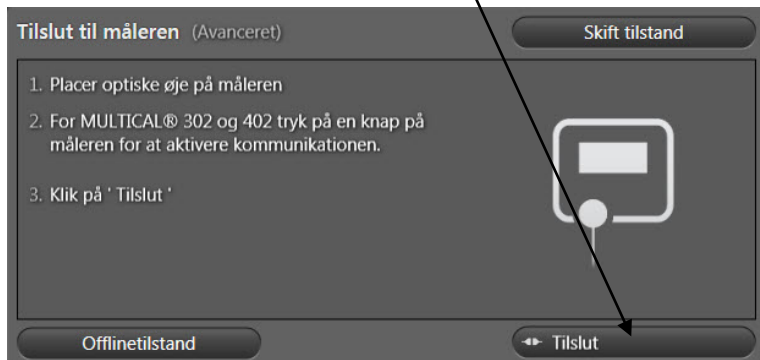 Tilslut til måleren (Avanceret)
Skift tilstand
1. Placer optiske øje på måleren
2. For MULTICAL® 302 og 402 tryk på en knap på
måleren for at aktivere kommunikationen.
3. Klik på ' Tilslut '
Offlinetilstand
Tilslut